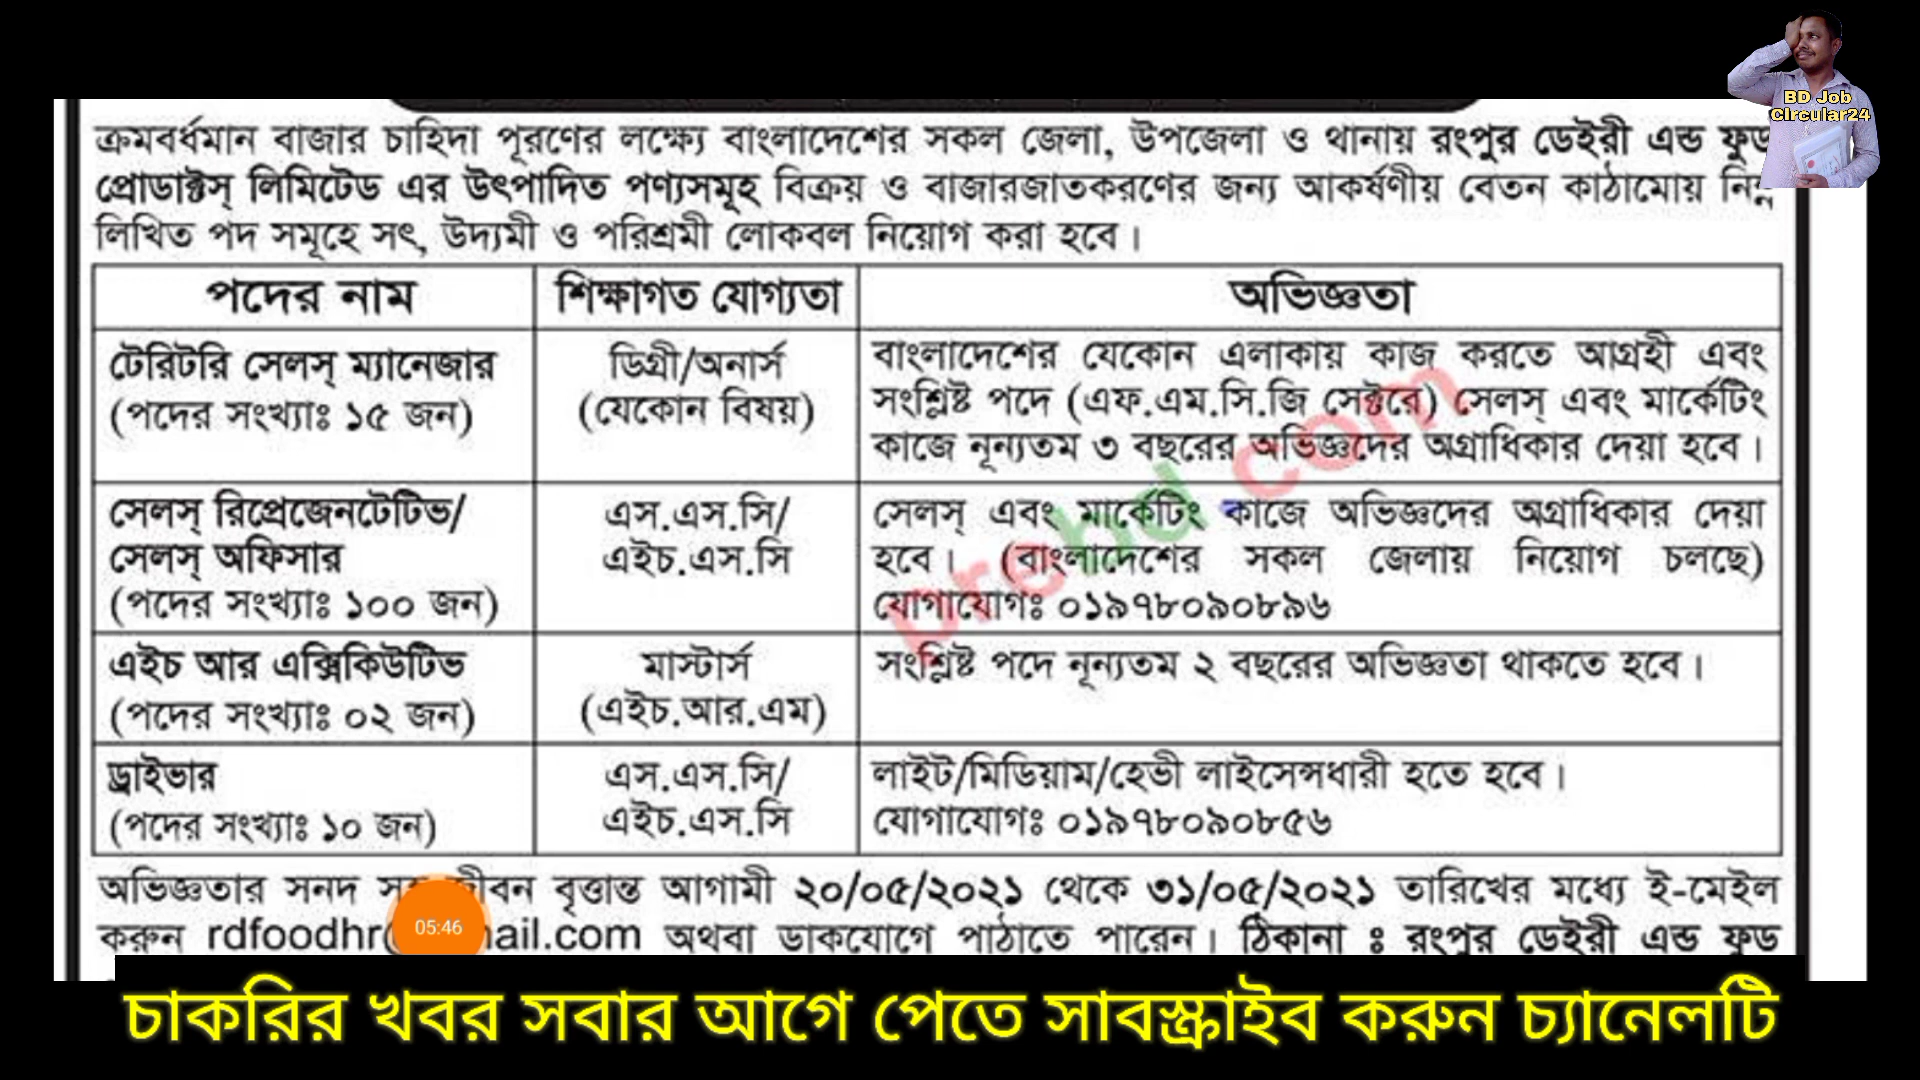 BD Job
CIrcular24
ক্রমবর্ধমান বাজার চাহিদা পূরণের লক্ষ্যে বাংলাদেশের সকল জেলা, উপজেলা ও থানায় রংপুর ডেইরী এন্ড ফুড
প্রোডাক্টস্ লিমিটেড এর উৎপাদিত পণ্যসমূহ বিক্রয় ও বাজারজাতকরণের জন্য আকর্ষণীয় বেতন কাঠামোয় নিম্ন
লিখিত পদ সমূহে সৎ, উদ্যমী ও পরিশ্রমী লোকবল নিয়োগ করা হবে।
পদের নাম শিক্ষাগত যোগ্যতা অভিজ্ঞতা
টেরিটরি সেলস্ ম্যানেজার
(পদের সংখ্যাঃ ১৫ জন)
ডিগ্রী/অনার্স
(যেকোন বিষয়)
বাংলাদেশের যেকোন এলাকায় কাজ করতে আগ্রহী এবং
সংশ্লিষ্ট পদে (এফ.এম.সি.জি সেক্টরে) সেলস্ এবং মার্কেটিং
কাজে নূন্যতম ৩ বছরের অভিজ্ঞদের অগ্রাধিকার দেয়া হবে।
সেলস্ রিপ্রেজেনটেটিভ/
সেলস্ অফিসার
(পদের সংখ্যাঃ ১০০ জন)
এস.এস.সি/
এইচ.এস.সি
সেলস্ এবং মার্কেটিং কাজে অভিজ্ঞদের অগ্রাধিকার দেয়া
হবে। (বাংলাদেশের সকল জেলায় নিয়োগ চলছে)
যোগাযোগঃ ০১৯৭৮০৯০৮৯৬
এইচ আর এক্সিকিউটিভ
(পদের সংখ্যাঃ ০২ জন)
মাস্টার্স
(এইচ.আর.এম)
সংশ্লিষ্ট পদে নূন্যতম ২ বছরের অভিজ্ঞতা থাকতে হবে।
ড্রাইভার
(পদের সংখ্যাঃ ১০ জন)
এস.এস.সি/
এইচ.এস.সি
লাইট/মিডিয়াম/হেভী লাইসেন্সধারী হতে হবে।
যোগাযোগঃ ০১৯৭৮০৯০৮৫৬
prebd.com
অভিজ্ঞতার সনদ জীবন বৃত্তান্ত আগামী ২০/০৫/২০২১ থেকে ৩১/০৫/২০২১ তারিখের মধ্যে ই-মেইল
করুন অথবা ডাকযোগে পাঠাতে পারেন। ঠিকানা ঃ রংপুর ডেইরী এন্ড ফুড
05:46
চাকরির খবর সবার আগে পেতে সাবস্ক্রাইব করুন চ্যানেলটি